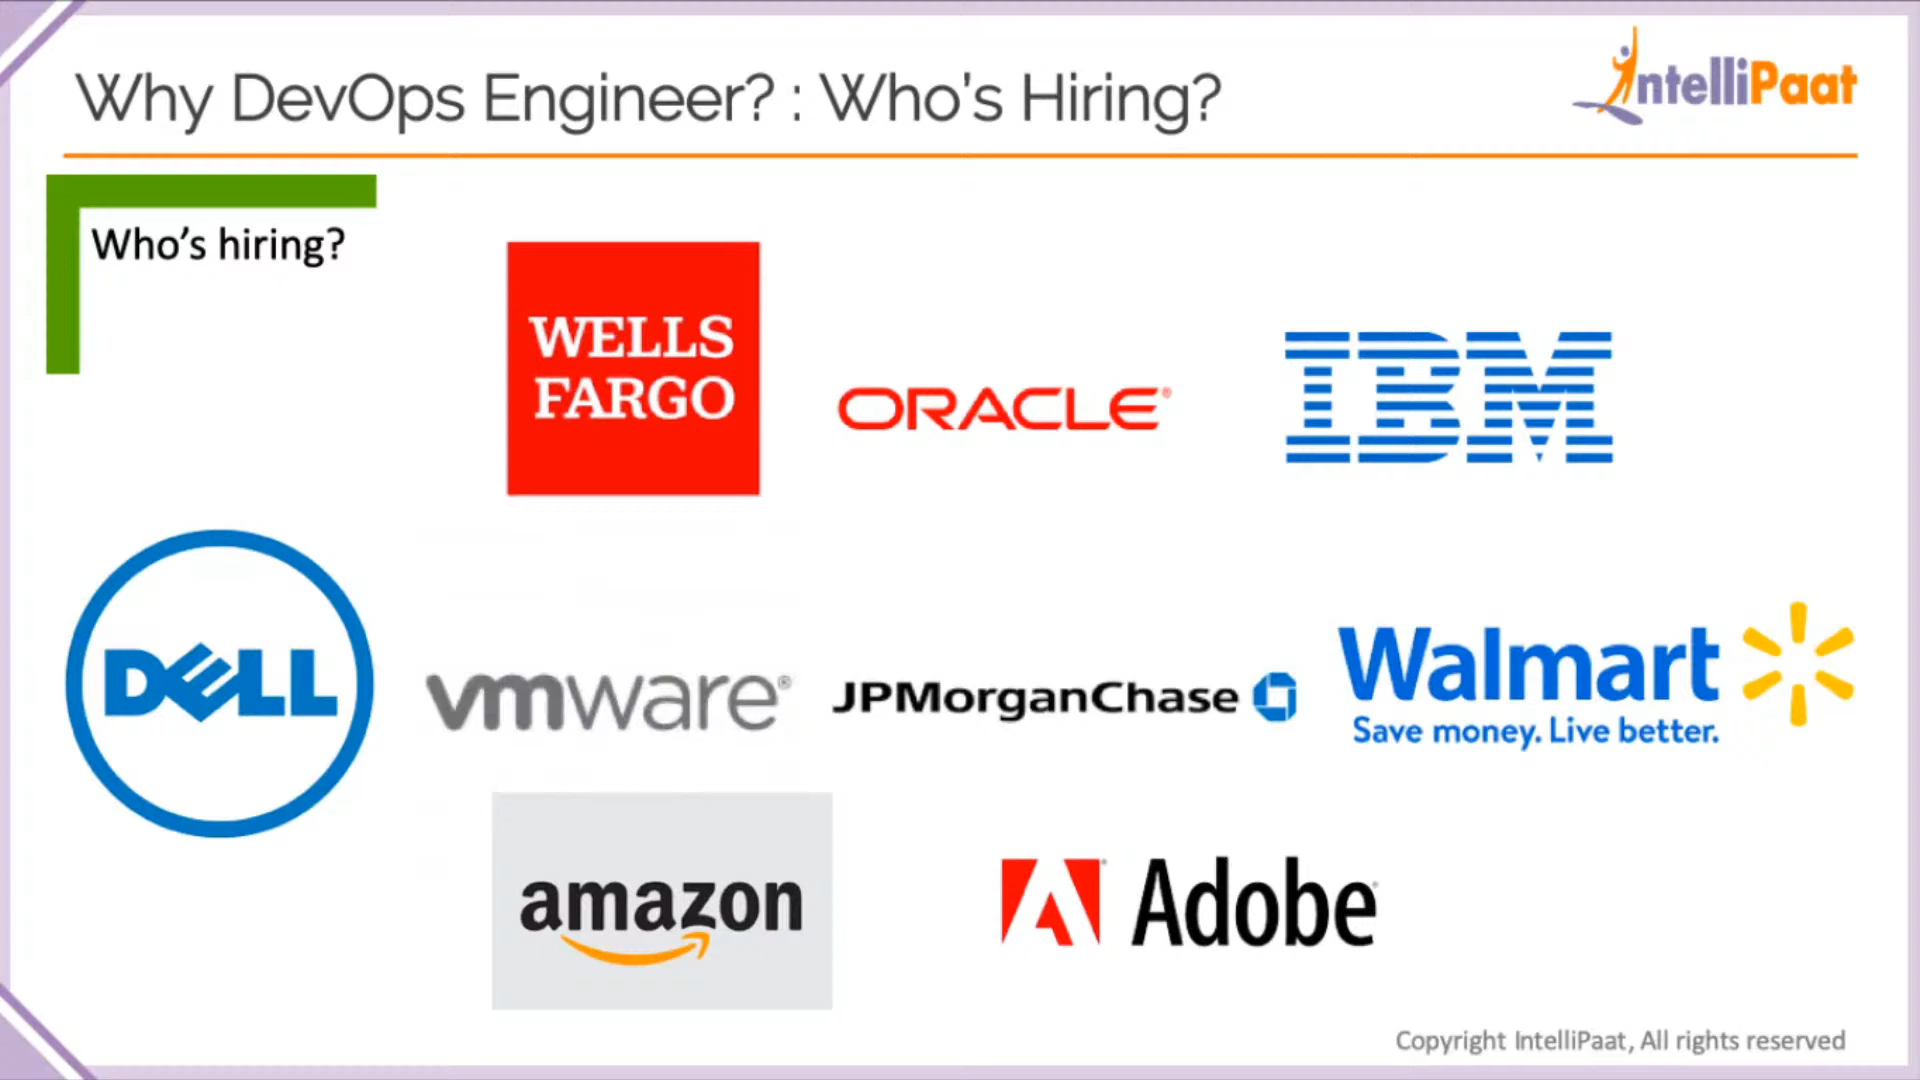 Why DevOps Engineer? : Who's Hiring?
IntelliPaat
Who's hiring?
WELLS
FARGO
ORACLE®
IBM
DELL
vmware®
JPMorganChase
Walmart
Save money. Live better.
amazon
Adobe
Copyright IntelliPaat, All rights reserved